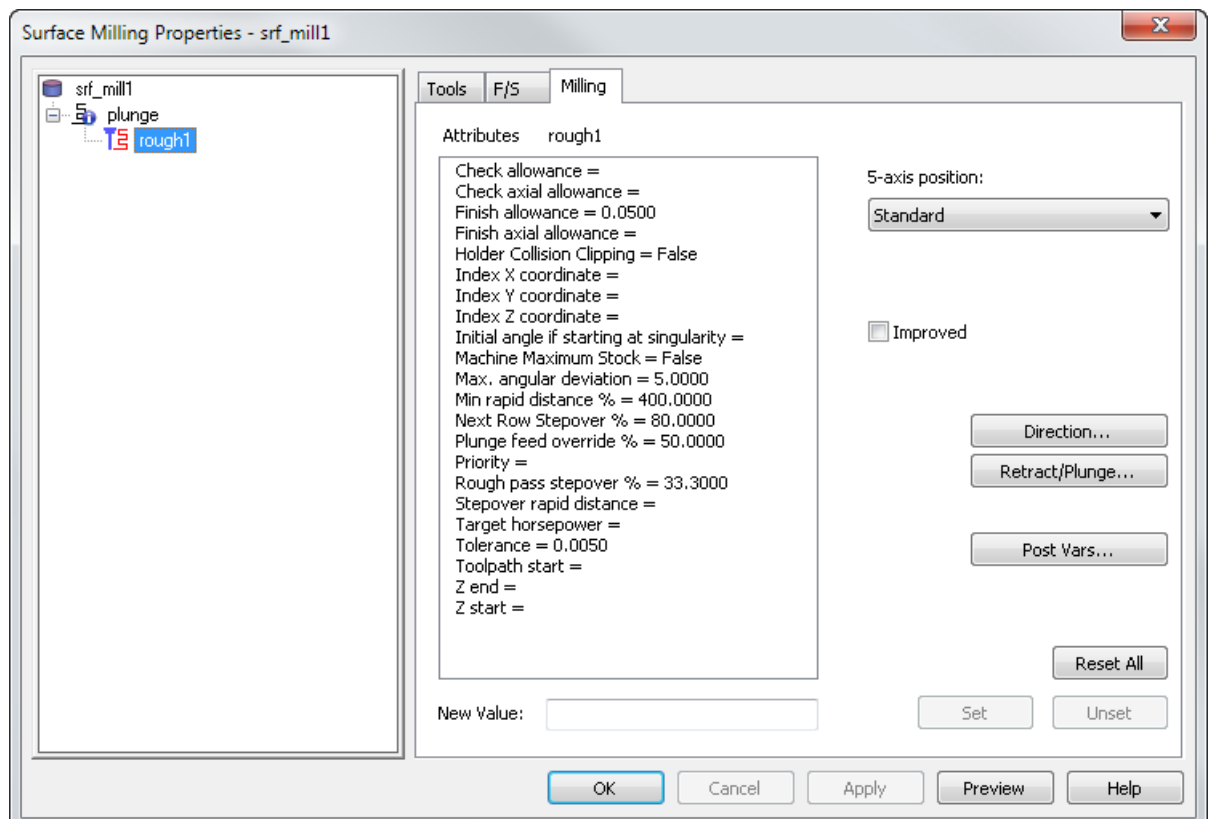 Surface Milling Properties - srf_mill1
srf_mill1
plunge
rough1
Tools F/S Milling
Attributes rough1
Check allowance =
Check axial allowance =
Finish allowance = 0.0500
Finish axial allowance =
Holder Collision Clipping = False
Index X coordinate =
Index Y coordinate =
Index Z coordinate =
Initial angle if starting at singularity =
Machine Maximum Stock = False
Max. angular deviation = 5.0000
Min rapid distance % = 400.0000
Next Row Stepover % = 80.0000
Plunge feed override % = 50.0000
Priority =
Rough pass stepover % = 33.3000
Stepover rapid distance =
Target horsepower =
Tolerance = 0.0050
Toolpath start =
Z end =
Z start =
5-axis position:
Standard
Improved
Direction...
Retract/Plunge...
Post Vars...
Reset All
New Value: Set Unset
OK Cancel Apply Preview Help